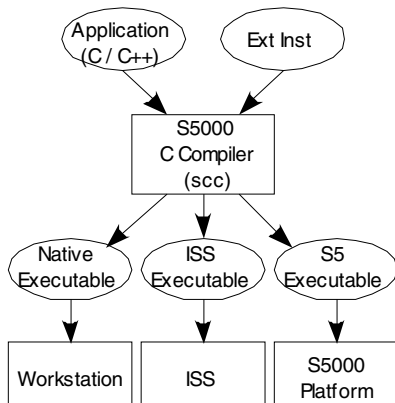 Application
(C / C++)
Ext Inst
S5000
C Compiler
(scc)
Native
Executable
ISS
Executable
S5
Executable
Workstation
ISS
S5000
Platform